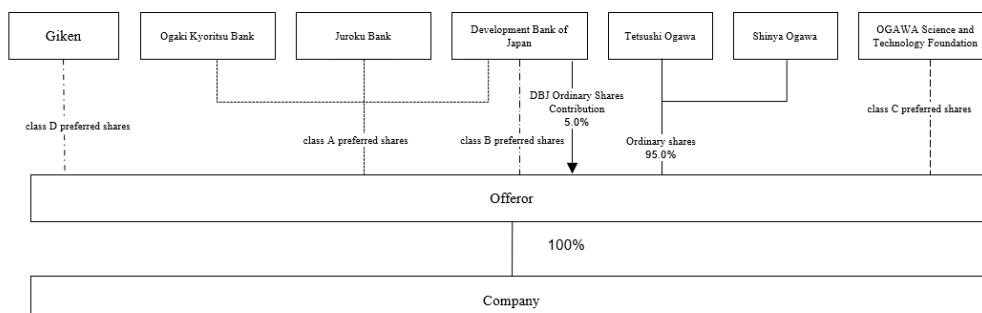 Giken
Ogaki Kyoritsu Bank
Juroku Bank
Development Bank of
Japan
Tetsushi Ogawa
Shinya Ogawa
OGAWA Science and
Technology Foundation
class D preferred shares
class A preferred shares
class B preferred shares
DBJ Ordinary Shares
Contribution
5.0%
Ordinary shares
95.0%
class C preferred shares
Offeror
100%
Company